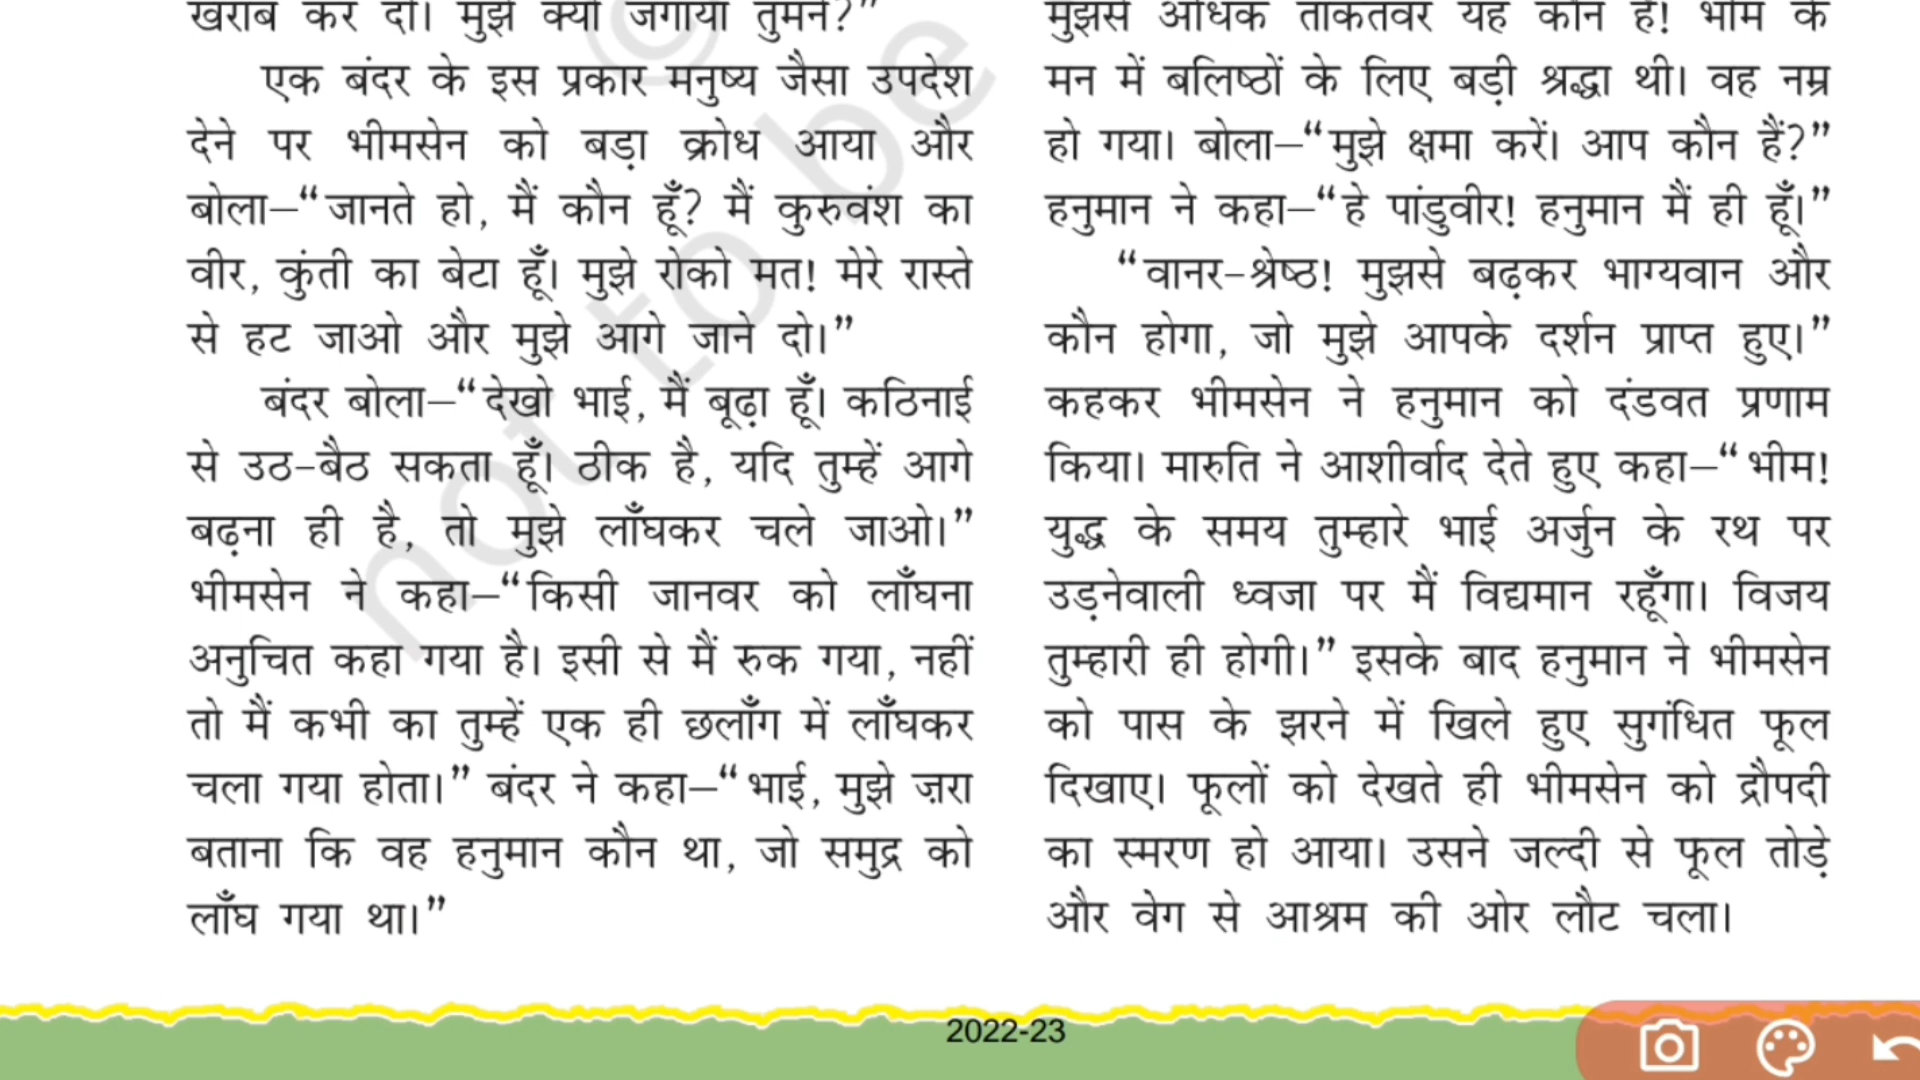 खराब कर दी। मुझे क्यों जगाया तुमने?”
एक बंदर के इस प्रकार मनुष्य जैसा उपदेश
देने पर भीमसेन को बड़ा क्रोध आया और
बोला–“जानते हो, मैं कौन हूँ? मैं कुरुवंश का
वीर, कुंती का बेटा हूँ। मुझे रोको मत! मेरे रास्ते
से हट जाओ और मुझे आगे जाने दो।”
बंदर बोला–“देखो भाई, मैं बूढ़ा हूँ। कठिनाई
से उठ-बैठ सकता हूँ। ठीक है, यदि तुम्हें आगे
बढ़ना ही है, तो मुझे लाँघकर चले जाओ।”
भीमसेन ने कहा–“किसी जानवर को लाँघना
अनुचित कहा गया है। इसी से मैं रुक गया, नहीं
तो मैं कभी का तुम्हें एक ही छलाँग में लाँघकर
चला गया होता।” बंदर ने कहा–“भाई, मुझे ज़रा
बताना कि वह हनुमान कौन था, जो समुद्र को
लाँघ गया था।”
मुझसे अधिक ताकतवर यह कौन है! भीम के
मन में बलिष्ठों के लिए बड़ी श्रद्धा थी। वह नम्र
हो गया। बोला–“मुझे क्षमा करें। आप कौन हैं?”
हनुमान ने कहा–“हे पांडुवीर! हनुमान मैं ही हूँ।”
“वानर-श्रेष्ठ! मुझसे बढ़कर भाग्यवान और
कौन होगा, जो मुझे आपके दर्शन प्राप्त हुए।”
कहकर भीमसेन ने हनुमान को दंडवत प्रणाम
किया। मारुति ने आशीर्वाद देते हुए कहा–“भीम!
युद्ध के समय तुम्हारे भाई अर्जुन के रथ पर
उड़नेवाली ध्वजा पर मैं विद्यमान रहूँगा। विजय
तुम्हारी ही होगी।” इसके बाद हनुमान ने भीमसेन
को पास के झरने में खिले हुए सुगंधित फूल
दिखाए। फूलों को देखते ही भीमसेन को द्रौपदी
का स्मरण हो आया। उसने जल्दी से फूल तोड़े
और वेग से आश्रम की ओर लौट चला।
©
not to be
2022-23